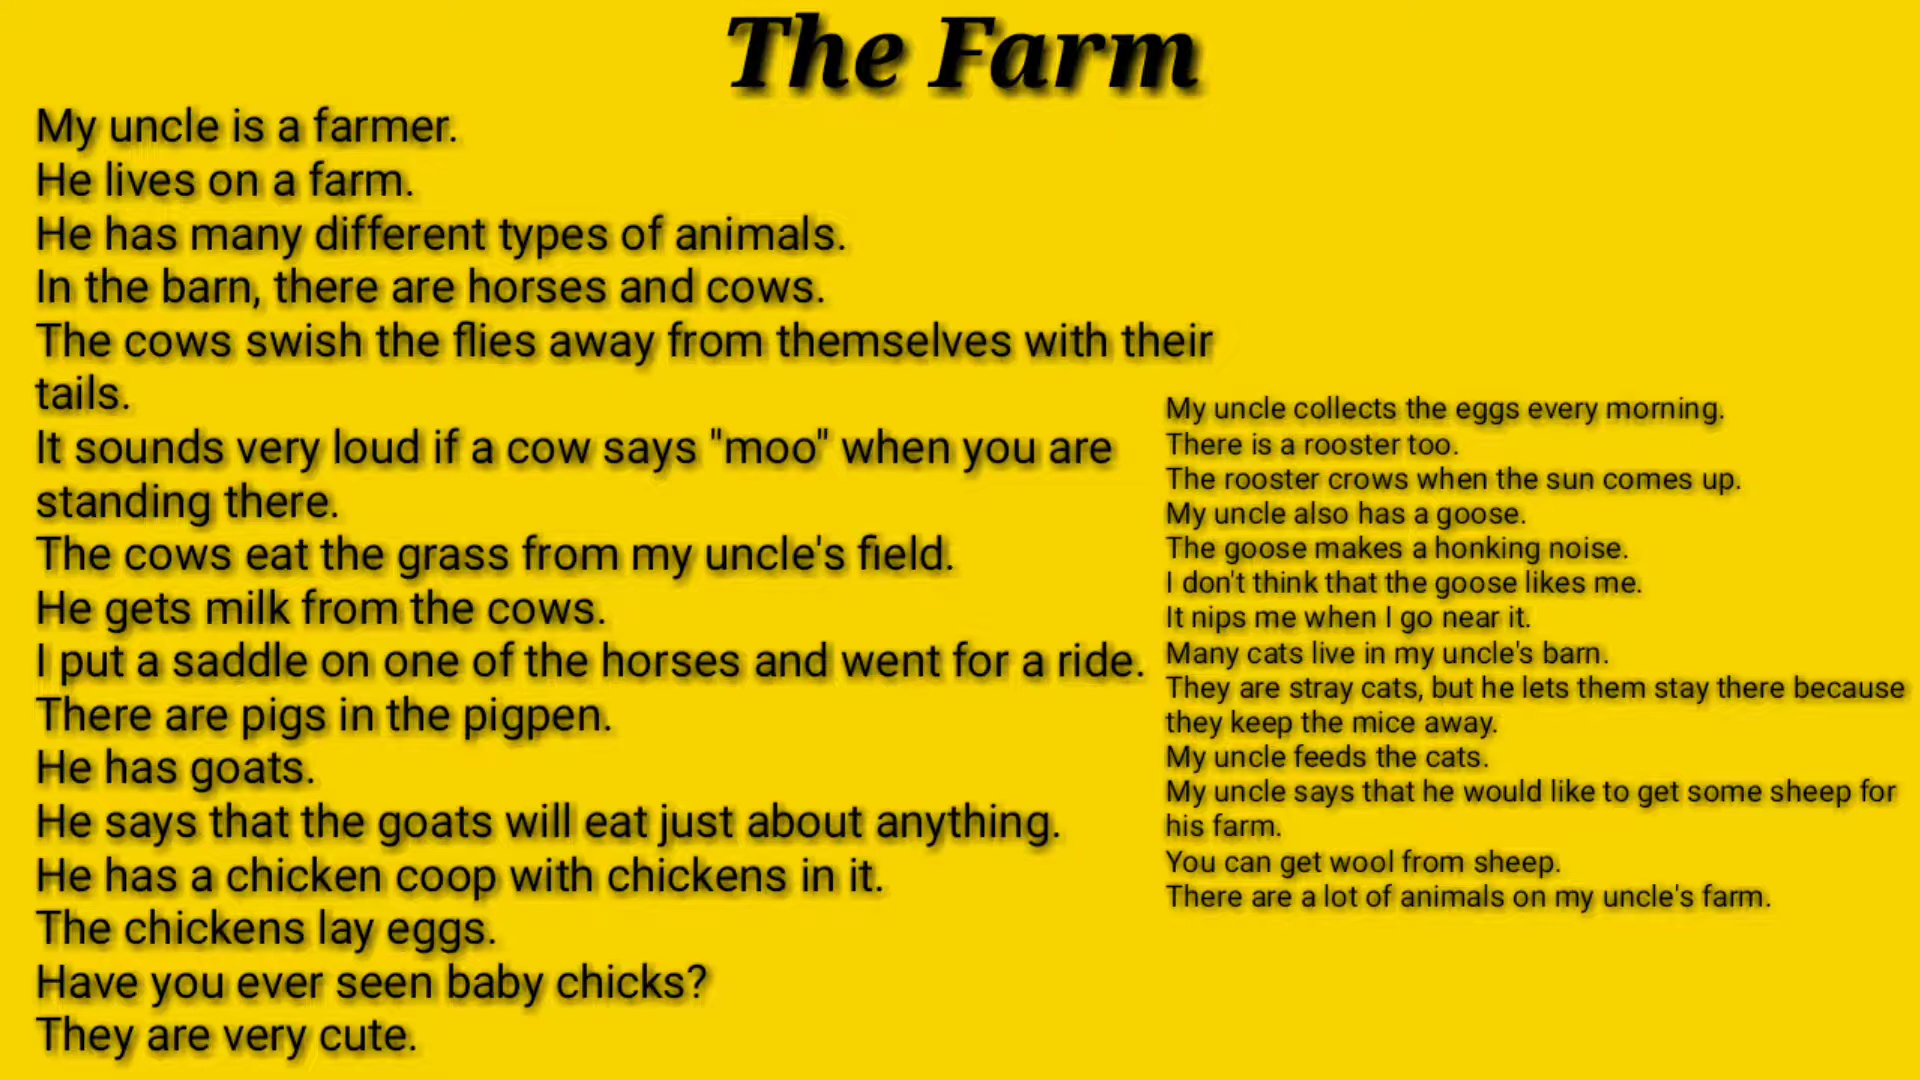 The Farm
My uncle is a farmer.
He lives on a farm.
He has many different types of animals.
In the barn, there are horses and cows.
The cows swish the flies away from themselves with their
tails.
It sounds very loud if a cow says "moo" when you are
standing there.
The cows eat the grass from my uncle's field.
He gets milk from the cows.
I put a saddle on one of the horses and went for a ride.
There are pigs in the pigpen.
He has goats.
He says that the goats will eat just about anything.
He has a chicken coop with chickens in it.
The chickens lay eggs.
Have you ever seen baby chicks?
They are very cute.
My uncle collects the eggs every morning.
There is a rooster too.
The rooster crows when the sun comes up.
My uncle also has a goose.
The goose makes a honking noise.
I don't think that the goose likes me.
It nips me when I go near it.
Many cats live in my uncle's barn.
They are stray cats, but he lets them stay there because
they keep the mice away.
My uncle feeds the cats.
My uncle says that he would like to get some sheep for
his farm.
You can get wool from sheep.
There are a lot of animals on my uncle's farm.